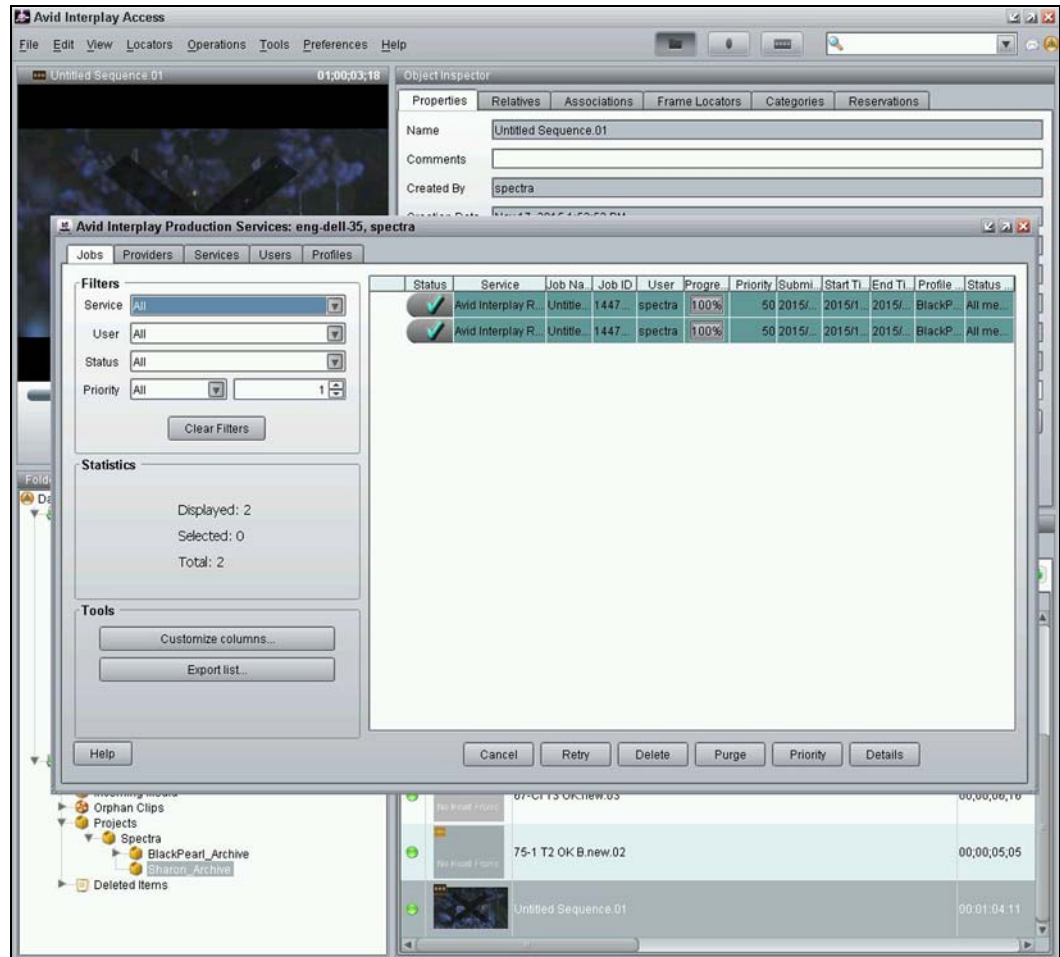 Avid Interplay Access
File Edit View Locators Operations Tools Preferences Help
Untitled Sequence.01 01;00;03;18
Object Inspector
Properties Relatives Associations Frame Locators Categories Reservations
Name Untitled Sequence.01
Comments
Created By spectra
Avid Interplay Production Services: eng-dell-35, spectra
Jobs Providers Services Users Profiles
Filters
Service All
User All
Status All
Priority All 1
Clear Filters
Statistics
Displayed: 2
Selected: 0
Total: 2
Tools
Customize columns...
Export list...
Status Service Job Na... Job ID User Progre... Priority Submi... Start Ti... End Ti... Profile ... Status ...
Avid Interplay R... Untitle... 1447... spectra 100% 50 2015/... 2015/1... 2015/... BlackP... All me...
Avid Interplay R... Untitle... 1447... spectra 100% 50 2015/... 2015/1... 2015/... BlackP... All me...
Help
Cancel Retry Delete Purge Priority Details
Orphan Clips
Projects
Spectra
BlackPearl_Archive
Sharon_Archive
Deleted Items
No Head Frame
No Head Frame
75-1 T2 OK B.new.02 00;00;05;05
Untitled Sequence.01 00:01:04:11